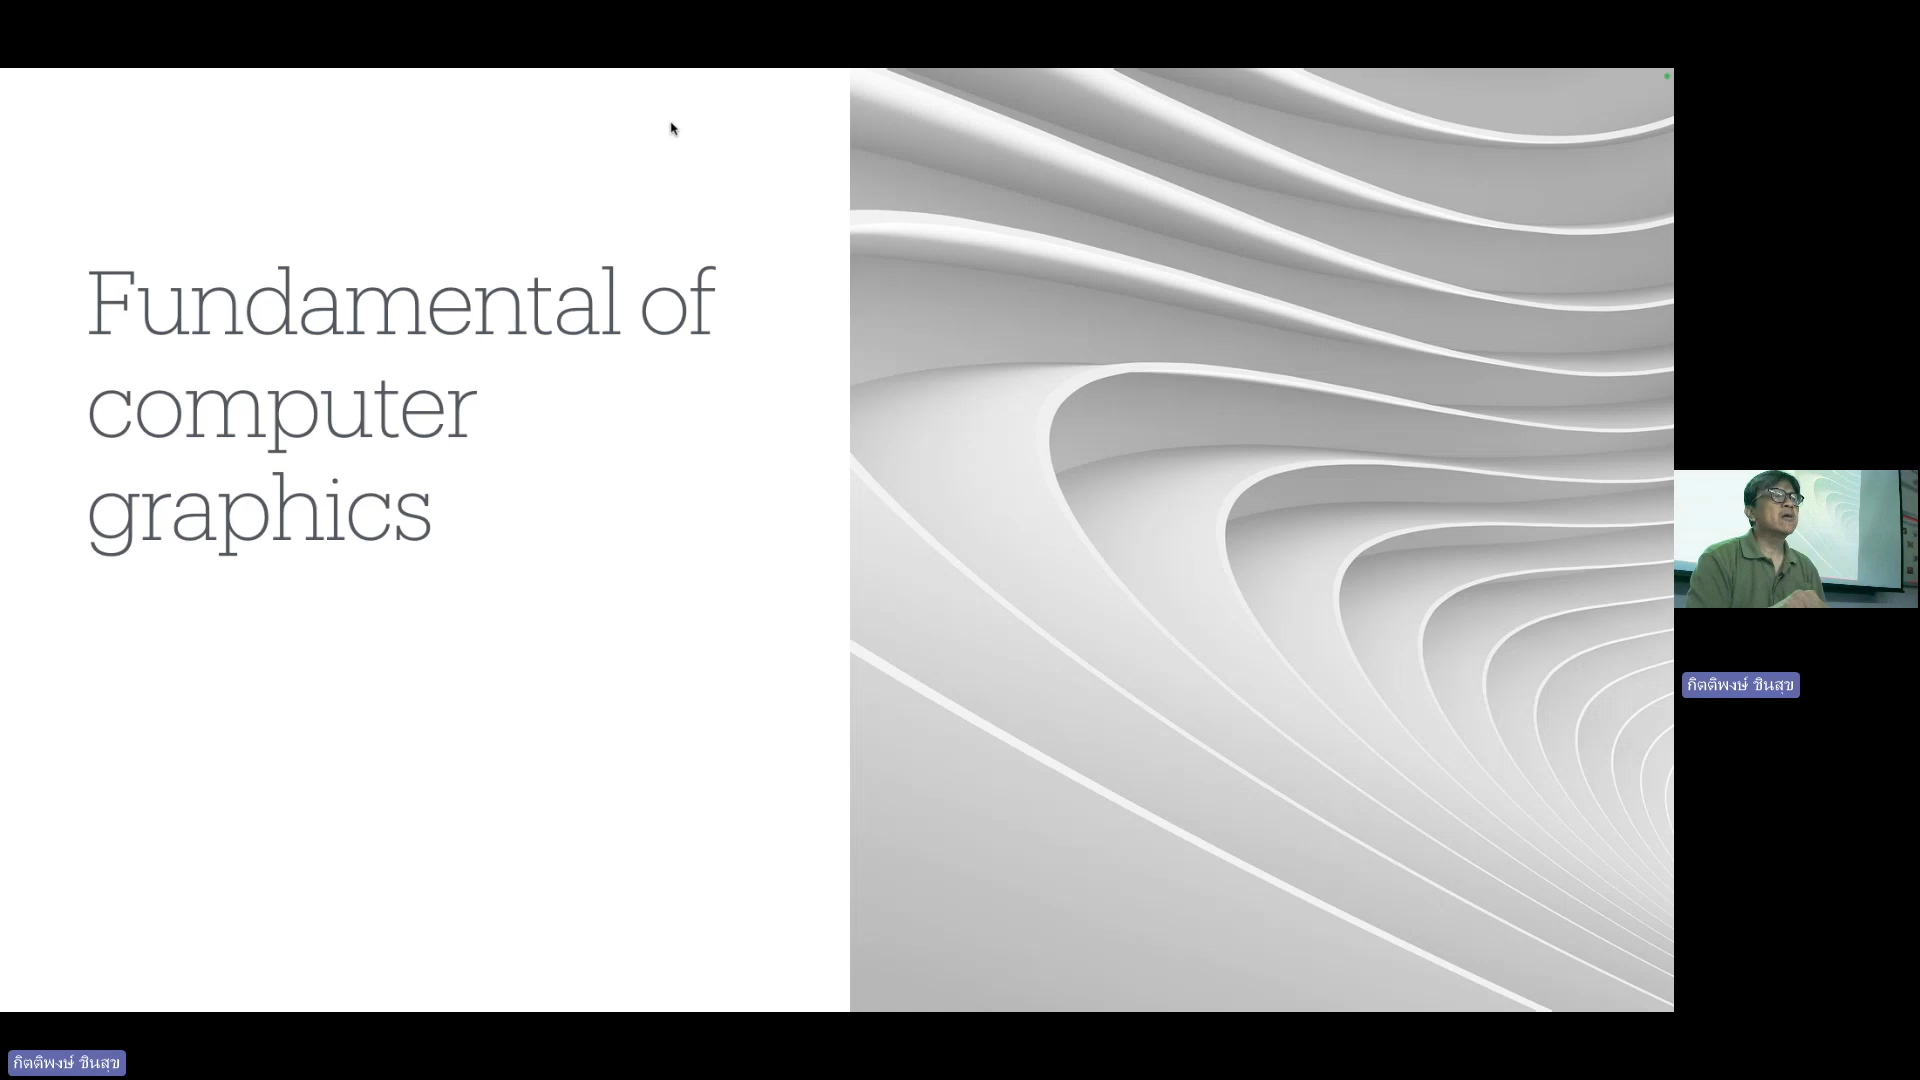 Fundamental of
computer
graphics
กิตติพงษ์ ชินสุข
กิตติพงษ์ ชินสุข